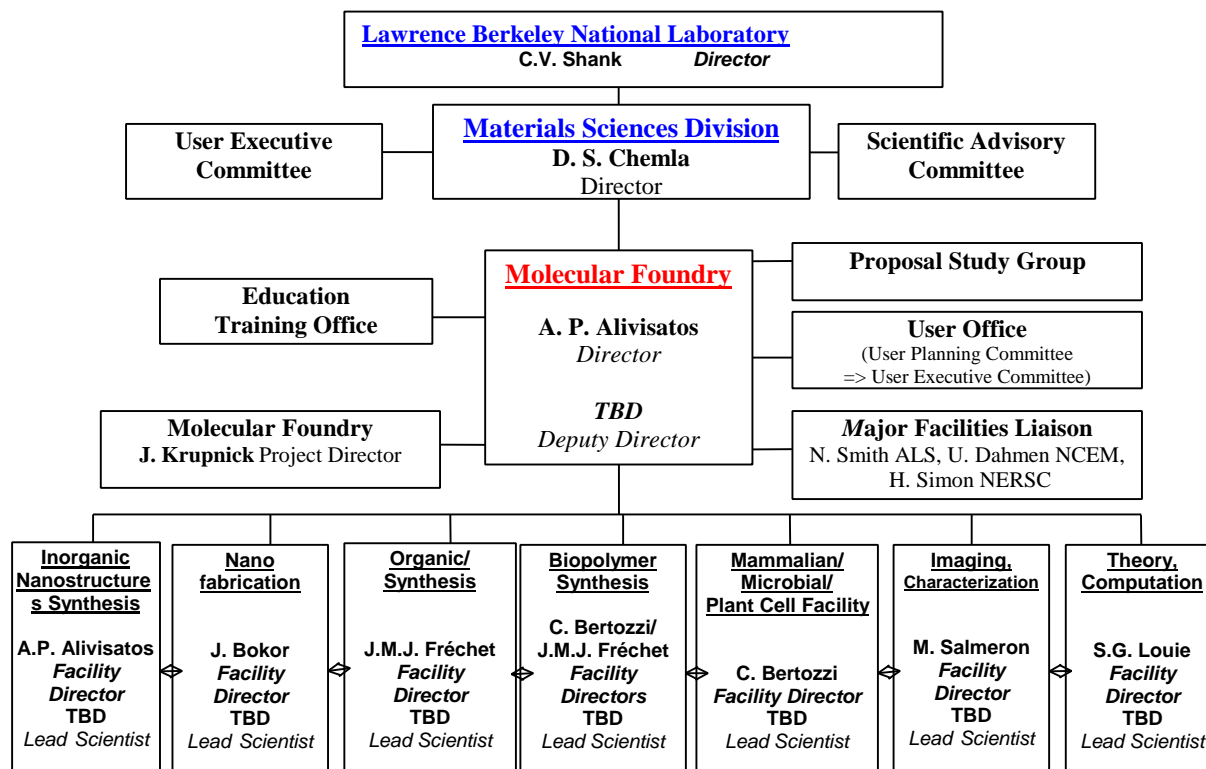 Lawrence Berkeley National Laboratory
C.V. Shank Director
User Executive
Committee
Materials Sciences Division
D. S. Chemla
Director
Scientific Advisory
Committee
Education
Training Office
Molecular Foundry
A. P. Alivisatos
Director
TBD
Deputy Director
Proposal Study Group
User Office
(User Planning Committee
=> User Executive Committee)
Molecular Foundry
J. Krupnick Project Director
Major Facilities Liaison
N. Smith ALS, U. Dahmen NCEM,
H. Simon NERSC
Inorganic
Nanostructure
s Synthesis
A.P. Alivisatos
Facility
Director
TBD
Lead Scientist
Nano
fabrication
J. Bokor
Facility
Director
TBD
Lead Scientist
Organic/
Synthesis
J.M.J. Fréchet
Facility
Director
TBD
Lead Scientist
Biopolymer
Synthesis
C. Bertozzi/
J.M.J. Fréchet
Facility
Directors
TBD
Lead Scientist
Mammalian/
Microbial/
Plant Cell Facility
C. Bertozzi
Facility Director
TBD
Lead Scientist
Imaging,
Characterization
M. Salmeron
Facility
Director
TBD
Lead Scientist
Theory,
Computation
S.G. Louie
Facility
Director
TBD
Lead Scientist